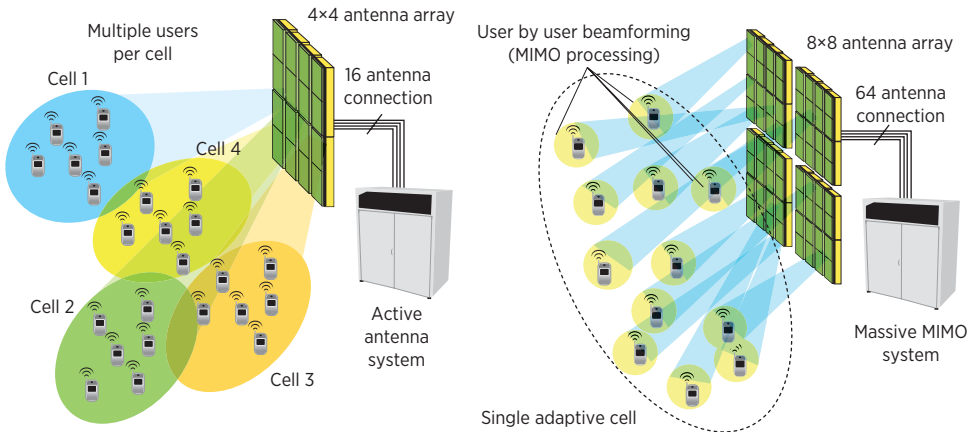 Multiple users
per cell
Cell 1
4×4 antenna array
16 antenna
connection
Cell 4
Cell 2
Cell 3
Active
antenna
system
User by user beamforming
(MIMO processing)
8×8 antenna array
64 antenna
connection
Massive MIMO
system
Single adaptive cell